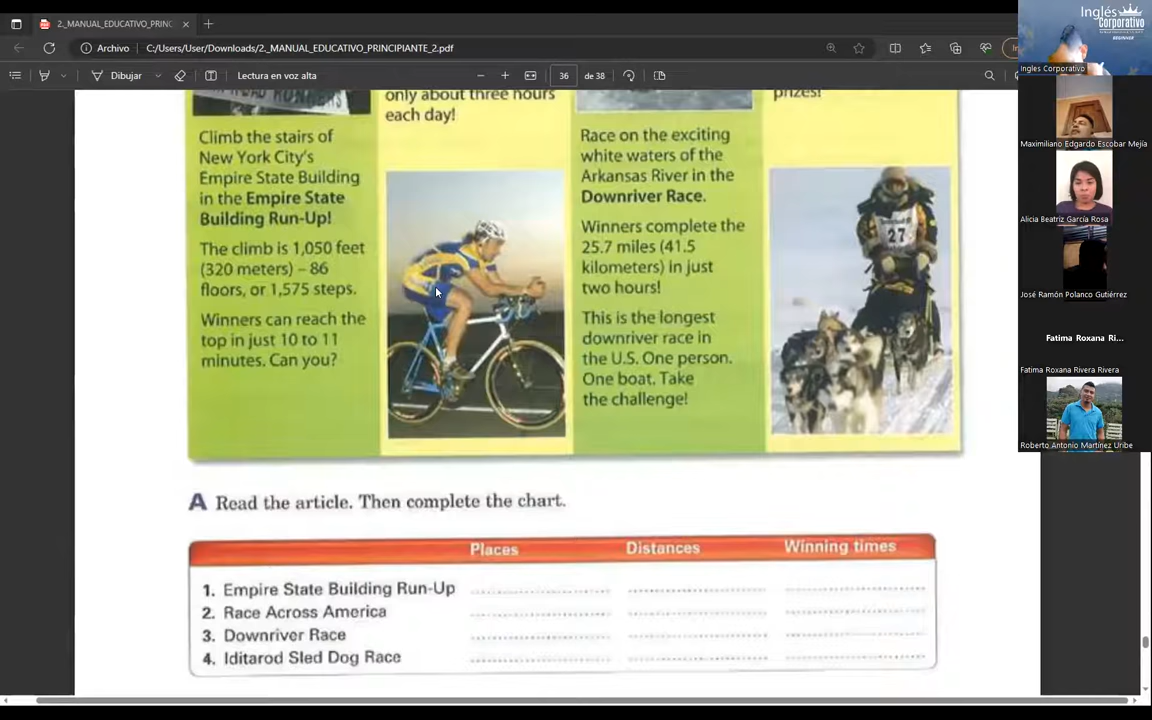 2._MANUAL_EDUCATIVO_PRINC
Archivo
C:/Users/User/Downloads/2._MANUAL_EDUCATIVO_PRINCIPIANTE_2.pdf
Dibujar
Lectura en voz alta
36
de 38
Climb the stairs of
New York City's
Empire State Building
in the Empire State
Building Run-Up!
The climb is 1,050 feet
(320 meters) – 86
floors, or 1,575 steps.
Winners can reach the
top in just 10 to 11
minutes. Can you?
only about three hours
each day!
Race on the exciting
white waters of the
Arkansas River in the
Downriver Race.
Winners complete the
25.7 miles (41.5
kilometers) in just
two hours!
This is the longest
downriver race in
the U.S. One person.
One boat. Take
the challenge!
prizes!
27
A Read the article. Then complete the chart.
Places Distances Winning times
1. Empire State Building Run-Up
2. Race Across America
3. Downriver Race
4. Iditarod Sled Dog Race
Inglés
Corporativo
BEGINNER
Ingles Corporativo
Maximiliano Edgardo Escobar Mejía
Alicia Beatriz García Rosa
José Ramón Polanco Gutiérrez
Fatima Roxana Ri...
Fatima Roxana Rivera Rivera
Roberto Antonio Martínez Uribe